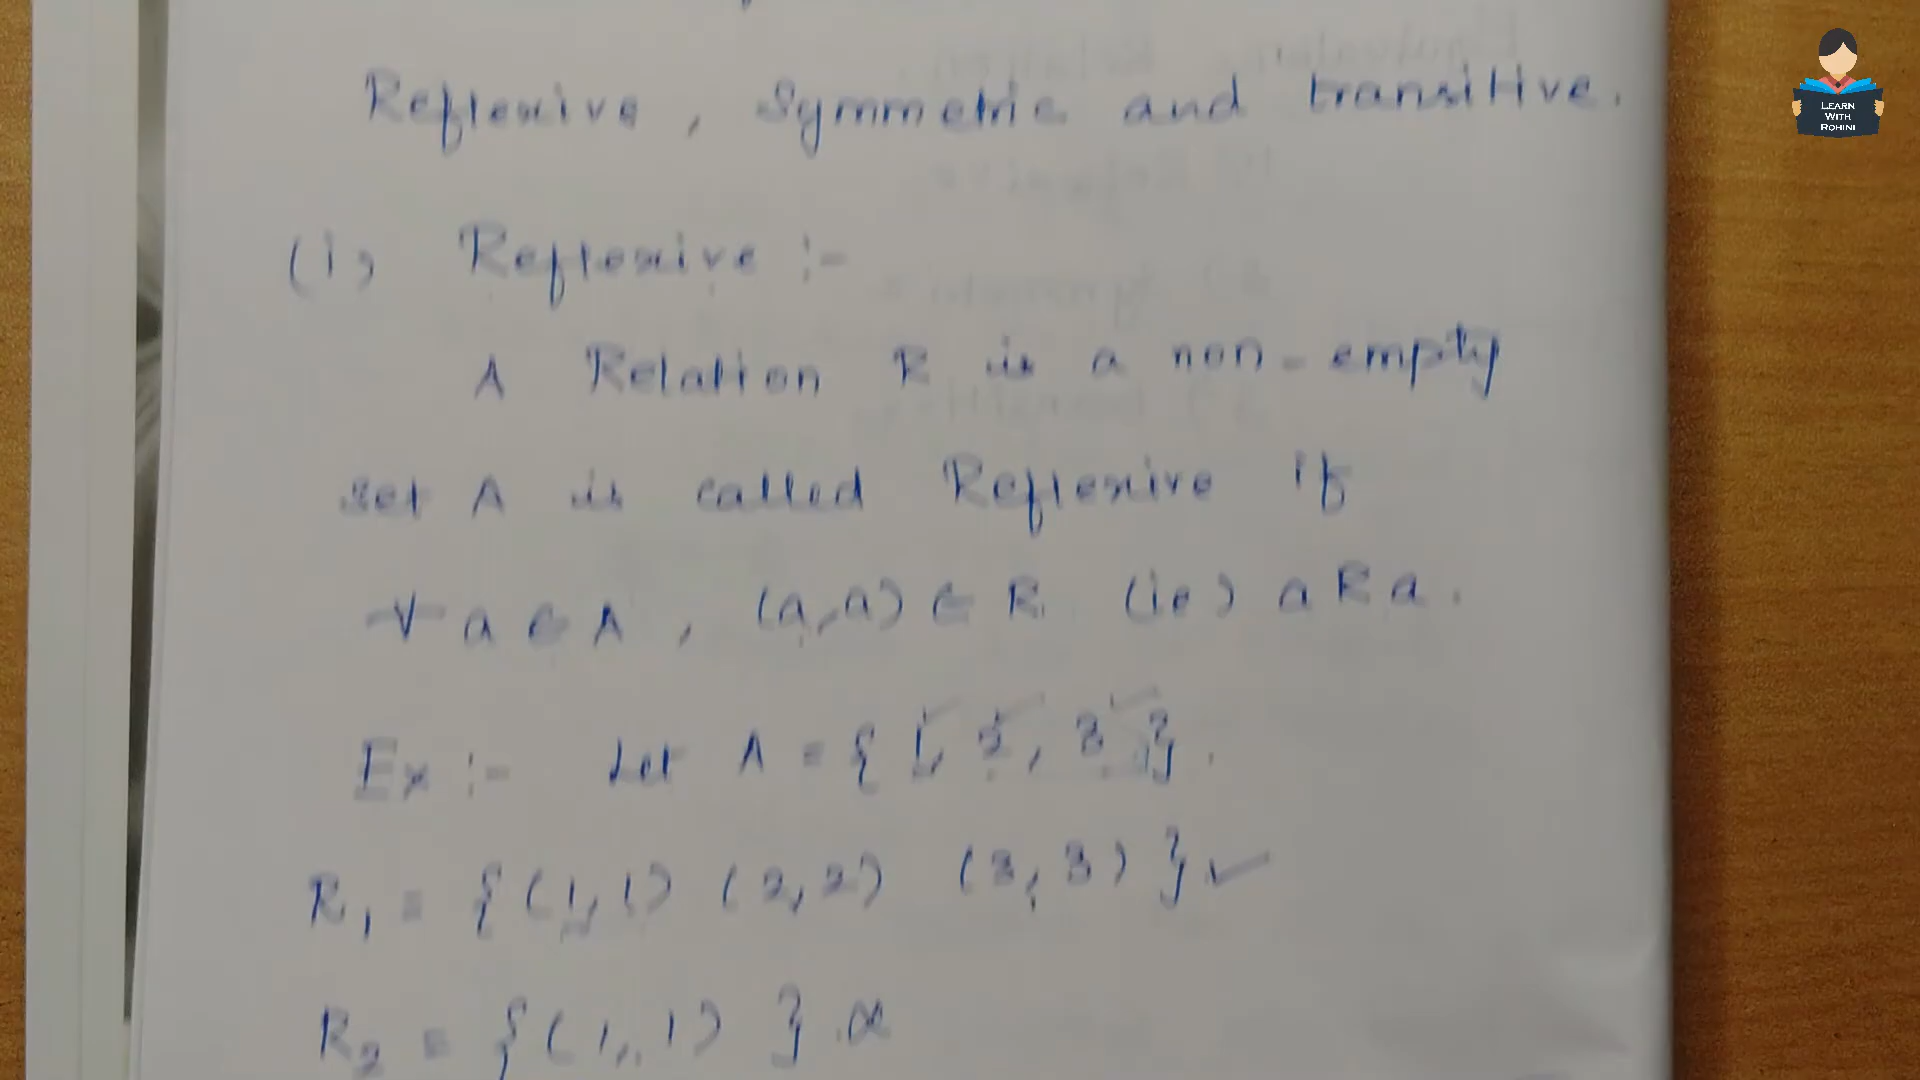 Reflexive, Symmetric and transitive.
(i) Reflexive :-
A Relation R is a non-empty
set A is called Reflexive if
∀ a ∈ A, (a,a) ∈ R (ie) a R a.
Ex :- Let A = {1, 2, 3}.
R₁ = {(1,1) (2,2) (3,3)} ✓
R₂ = {(1,1)} x
LEARN
WITH
ROHINI